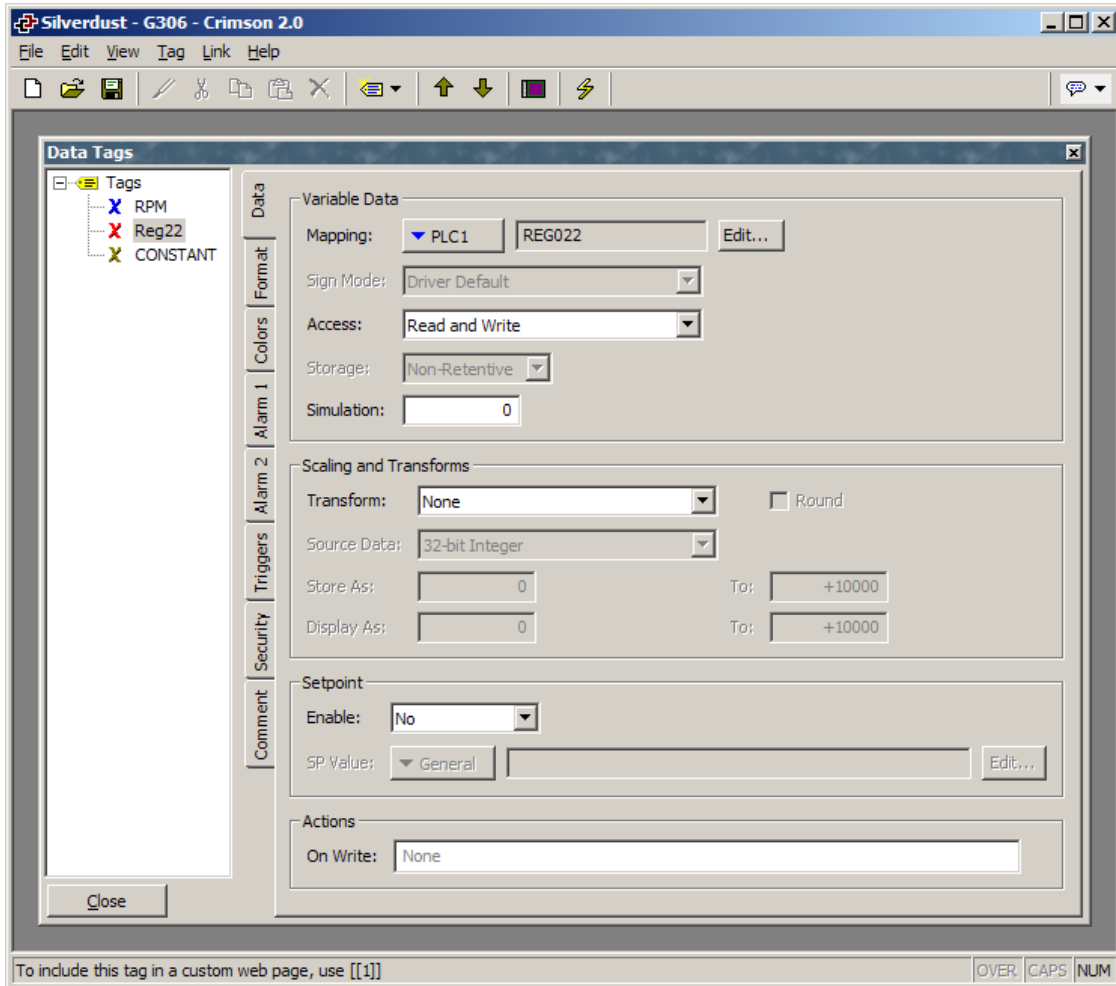 Silverdust - G306 - Crimson 2.0
File Edit View Tag Link Help
Data Tags
Tags
RPM
Reg22
CONSTANT
Close
Data
Format
Colors
Alarm 1
Alarm 2
Triggers
Security
Comment
Variable Data
Mapping: PLC1 REG022 Edit...
Sign Mode: Driver Default
Access: Read and Write
Storage: Non-Retentive
Simulation: 0
Scaling and Transforms
Transform: None Round
Source Data: 32-bit Integer
Store As: 0 To: +10000
Display As: 0 To: +10000
Setpoint
Enable: No
SP Value: General Edit...
Actions
On Write: None
To include this tag in a custom web page, use [[1]] OVER CAPS NUM